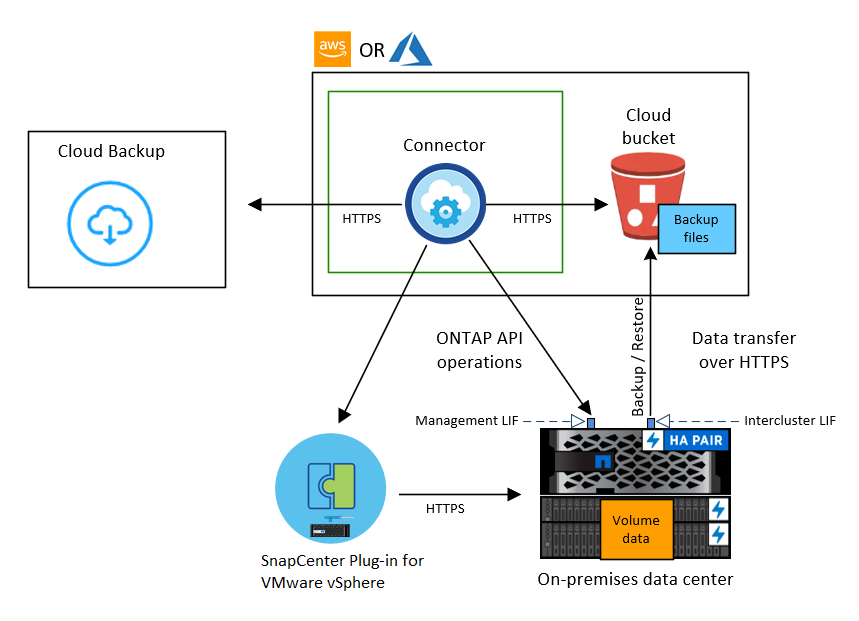 aws
OR
Cloud Backup
Connector
Cloud
bucket
HTTPS
HTTPS
Backup
files
ONTAP API
operations
Backup / Restore
Data transfer
over HTTPS
Management LIF
Intercluster LIF
HA PAIR
HTTPS
Volume
data
SnapCenter Plug-in for
VMware vSphere
On-premises data center